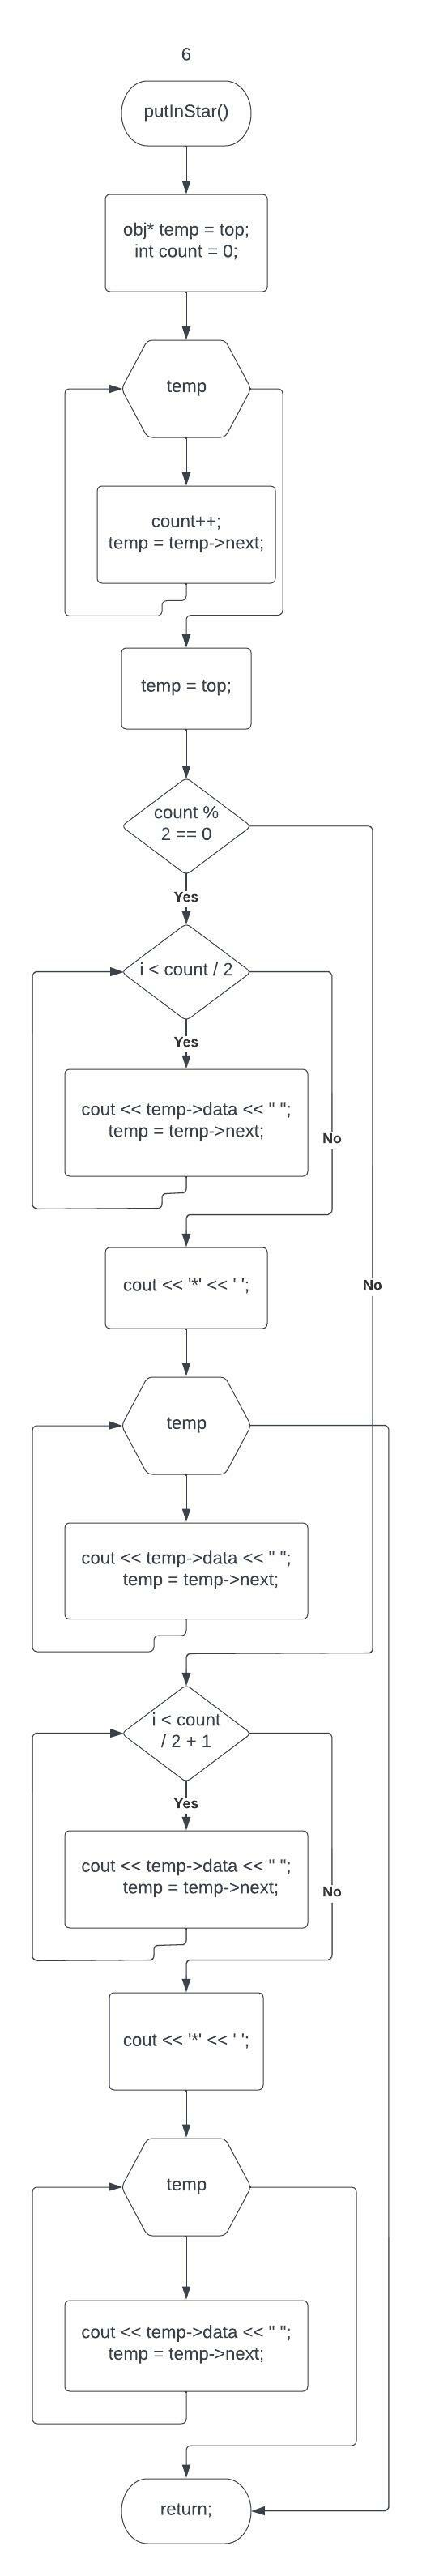 6
putInStar()
obj* temp = top;
int count = 0;
temp
count++;
temp = temp->next;
temp = top;
count %
2 == 0
Yes
i < count / 2
Yes
cout << temp->data << " ";
temp = temp->next;
No
cout << '*' << ' ';
No
temp
cout << temp->data << " ";
temp = temp->next;
i < count
/ 2 + 1
Yes
cout << temp->data << " ";
temp = temp->next;
No
cout << '*' << ' ';
temp
cout << temp->data << " ";
temp = temp->next;
return;